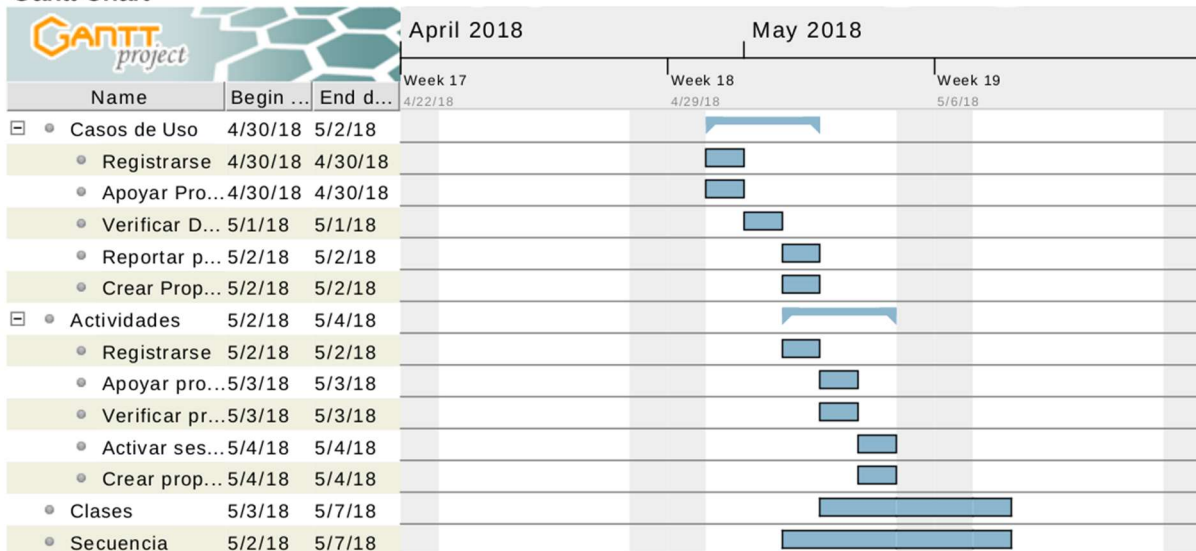 GANTT
project
April 2018 May 2018
Week 17 Week 18 Week 19
Name Begin ... End d... 4/22/18 4/29/18 5/6/18
Casos de Uso 4/30/18 5/2/18
Registrarse 4/30/18 4/30/18
Apoyar Pro... 4/30/18 4/30/18
Verificar D... 5/1/18 5/1/18
Reportar p... 5/2/18 5/2/18
Crear Prop... 5/2/18 5/2/18
Actividades 5/2/18 5/4/18
Registrarse 5/2/18 5/2/18
Apoyar pro... 5/3/18 5/3/18
Verificar pr... 5/3/18 5/3/18
Activar ses... 5/4/18 5/4/18
Crear prop... 5/4/18 5/4/18
Clases 5/3/18 5/7/18
Secuencia 5/2/18 5/7/18